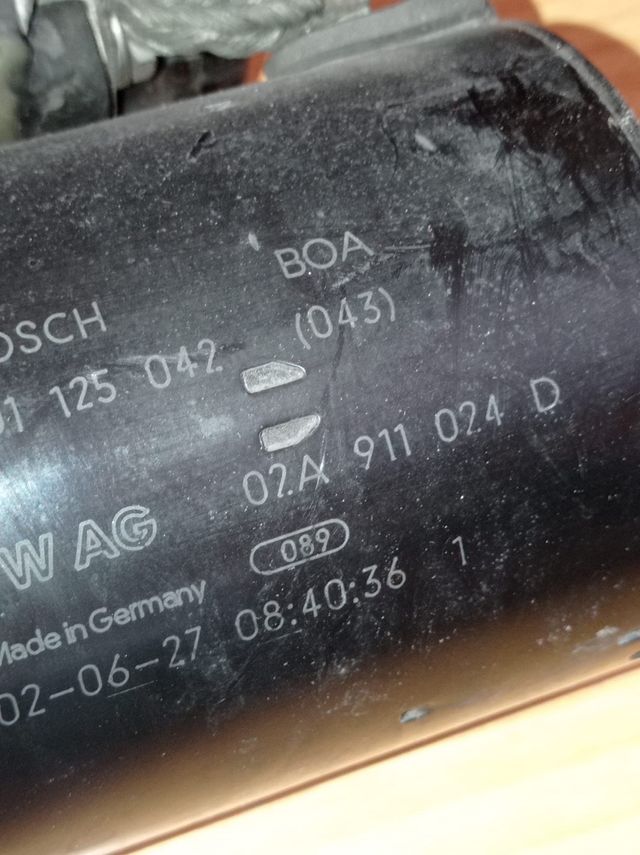 BOA
OSCH (043)
01 125 042
02A 911 024 D
W AG
089
Made in Germany
02-06-27 08:40:36 1